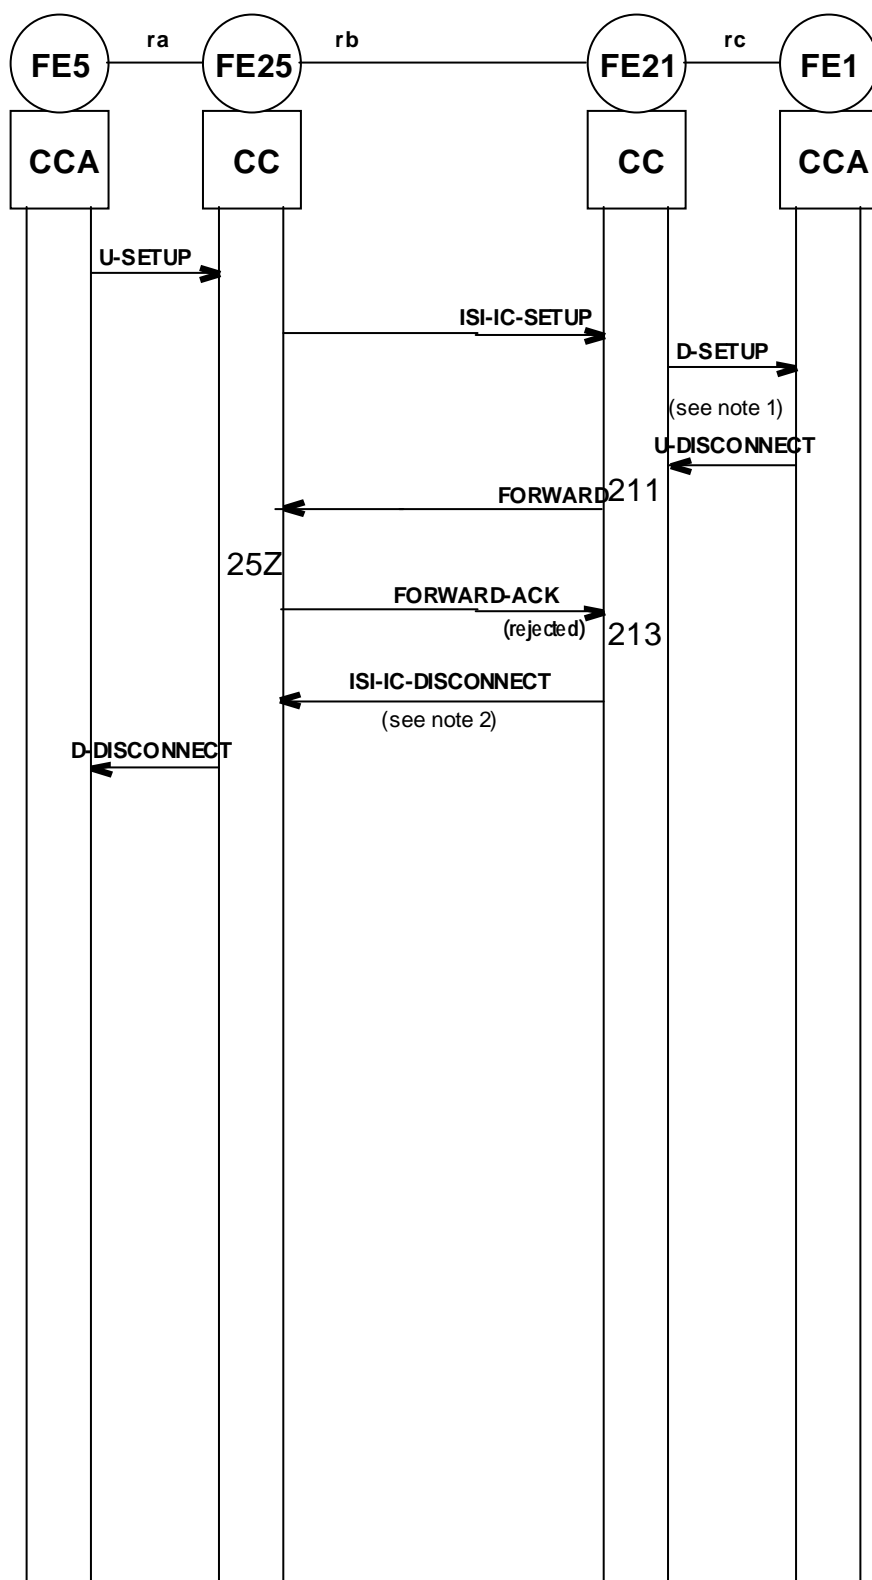 ra rb rc
FE5 FE25 FE21 FE1
CCA CC CC CCA
U-SETUP
ISI-IC-SETUP
D-SETUP
(see note 1)
U-DISCONNECT
FORWARD 211
25Z
FORWARD-ACK
(rejected) 213
ISI-IC-DISCONNECT
(see note 2)
D-DISCONNECT